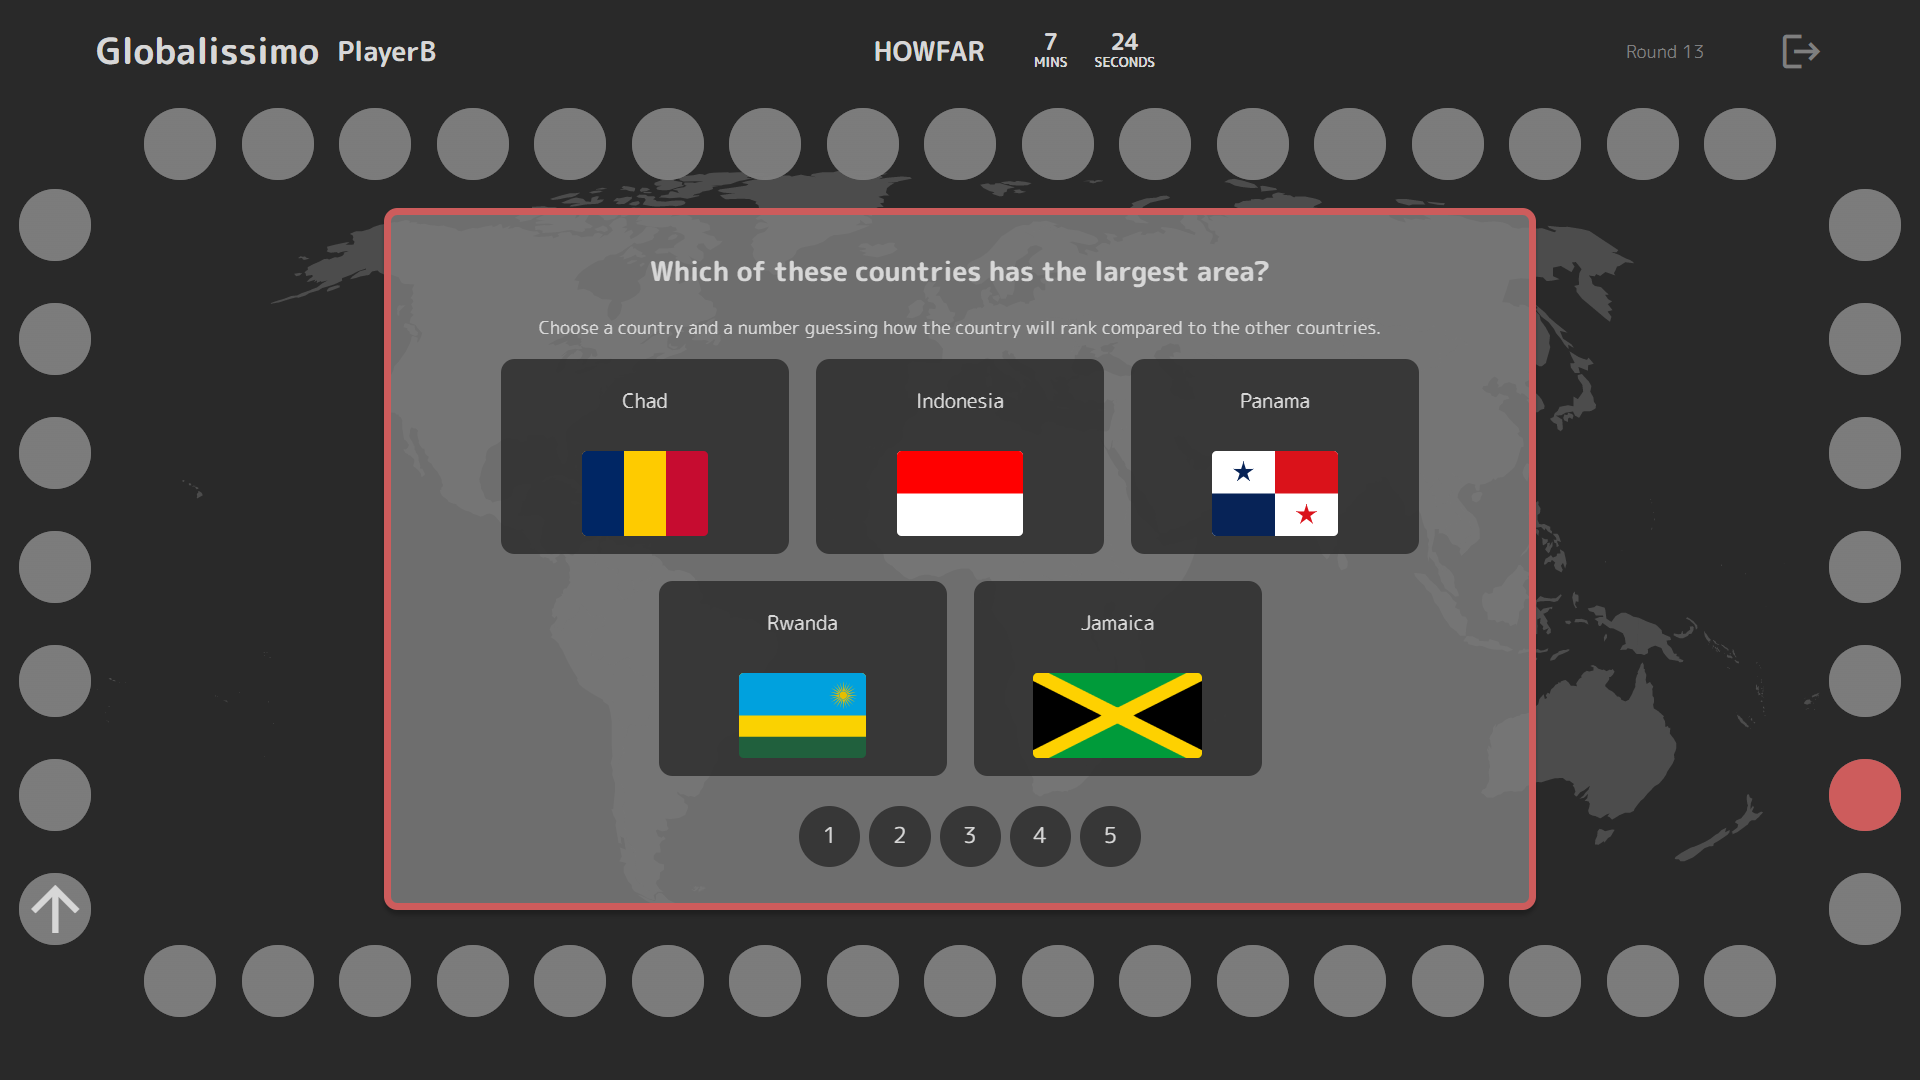 Globalissimo PlayerB HOWFAR 7 MINS 24 SECONDS Round 13
Which of these countries has the largest area?
Choose a country and a number guessing how the country will rank compared to the other countries.
Chad Indonesia Panama
Rwanda Jamaica
1 2 3 4 5